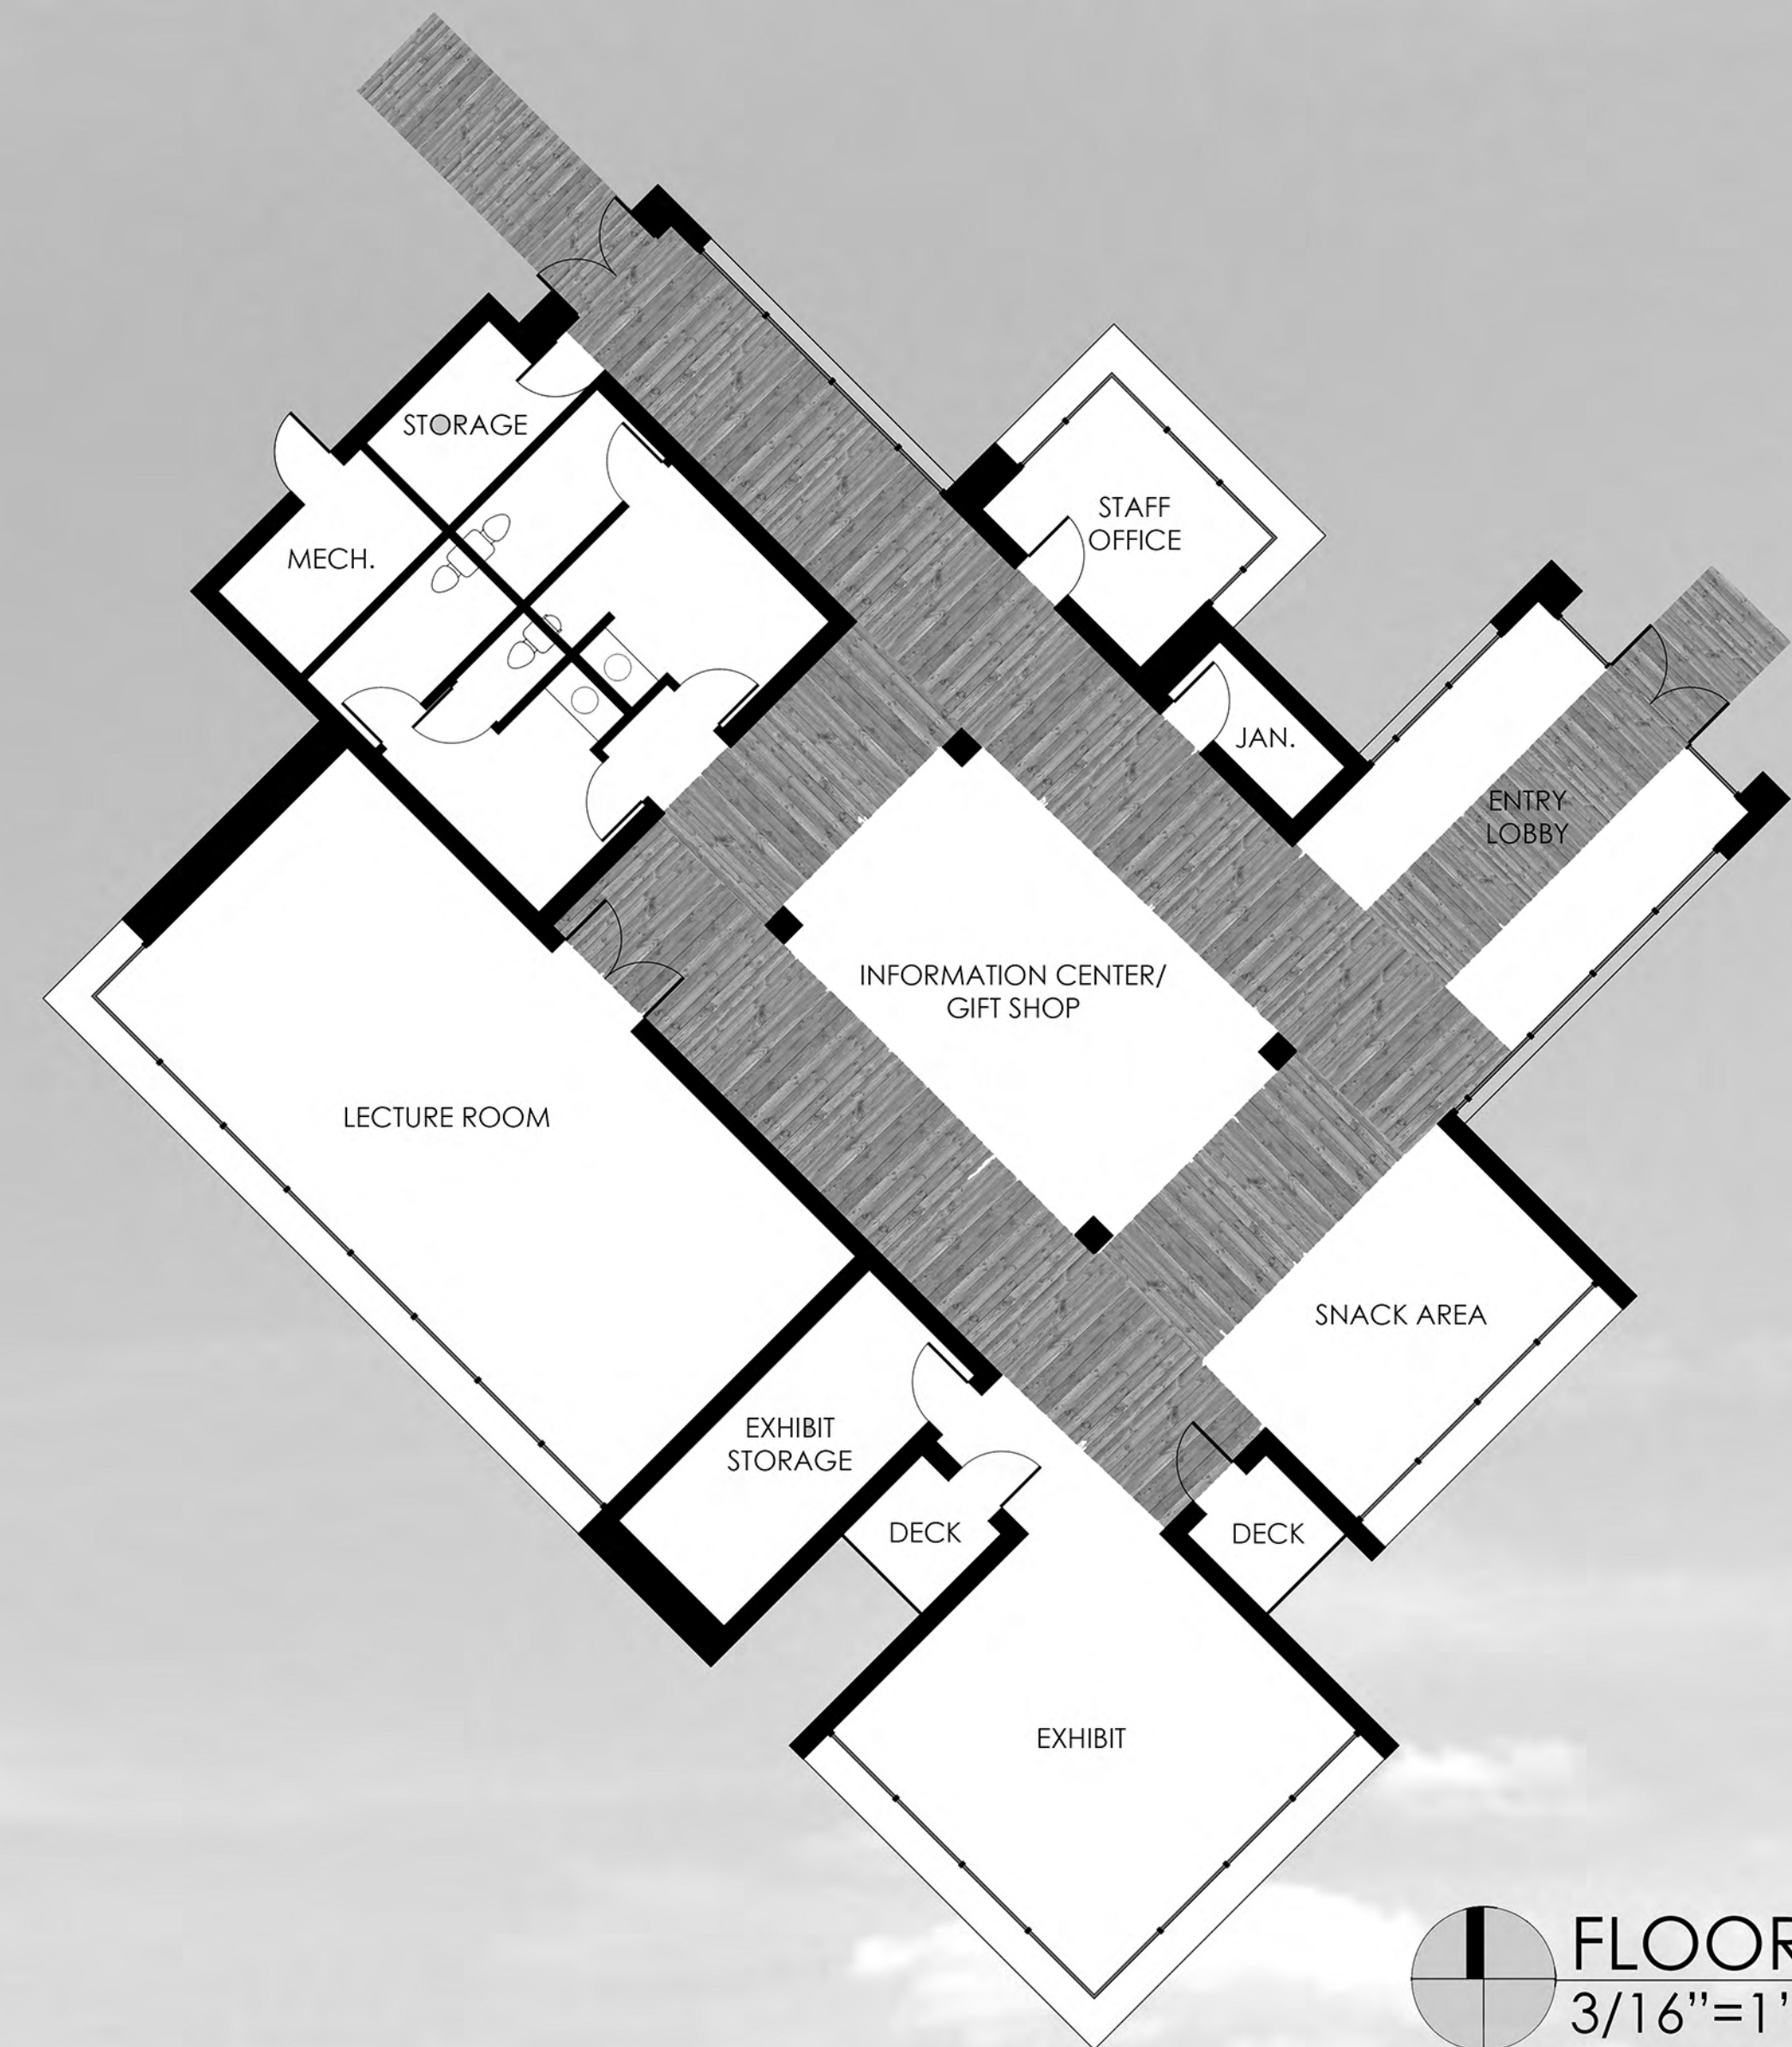 STORAGE
MECH.
STAFF
OFFICE
JAN.
ENTRY
LOBBY
INFORMATION CENTER/
GIFT SHOP
LECTURE ROOM
SNACK AREA
EXHIBIT
STORAGE
DECK
DECK
EXHIBIT
FLOOR
3/16”=1’